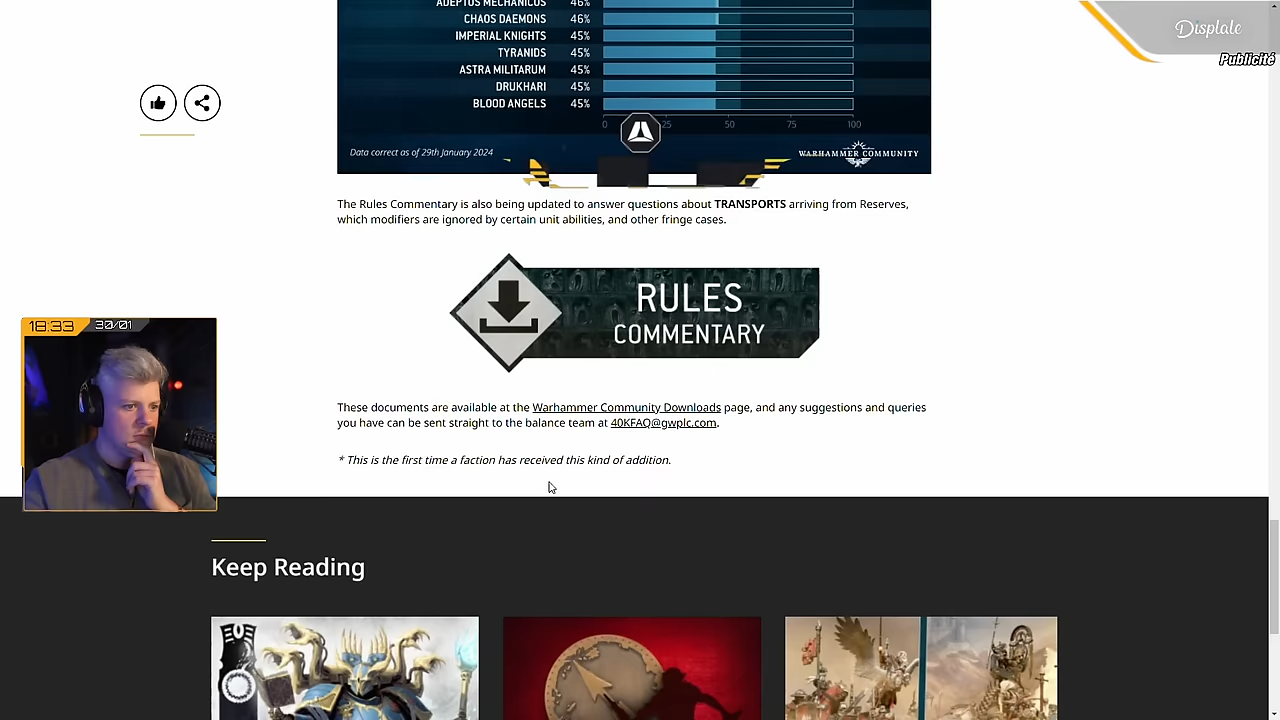 ADEPTUS MECHANICUS 46%
CHAOS DAEMONS 46%
IMPERIAL KNIGHTS 45%
TYRANIDS 45%
ASTRA MILITARUM 45%
DRUKHARI 45%
BLOOD ANGELS 45%
0 25 50 75 100
Data correct as of 29th January 2024
WARHAMMER COMMUNITY
Displate
Publicité
The Rules Commentary is also being updated to answer questions about TRANSPORTS arriving from Reserves,
which modifiers are ignored by certain unit abilities, and other fringe cases.
RULES
COMMENTARY
18:33 30/01
These documents are available at the Warhammer Community Downloads page, and any suggestions and queries
you have can be sent straight to the balance team at 40KFAQ@gwplc.com.
* This is the first time a faction has received this kind of addition.
Keep Reading